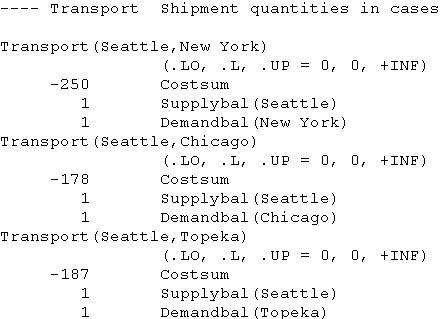 ---- Transport  Shipment quantities in cases
Transport(Seattle,New York)
(.LO, .L, .UP = 0, 0, +INF)
-250 Costsum
1 Supplybal(Seattle)
1 Demandbal(New York)
Transport(Seattle,Chicago)
(.LO, .L, .UP = 0, 0, +INF)
-178 Costsum
1 Supplybal(Seattle)
1 Demandbal(Chicago)
Transport(Seattle,Topeka)
(.LO, .L, .UP = 0, 0, +INF)
-187 Costsum
1 Supplybal(Seattle)
1 Demandbal(Topeka)